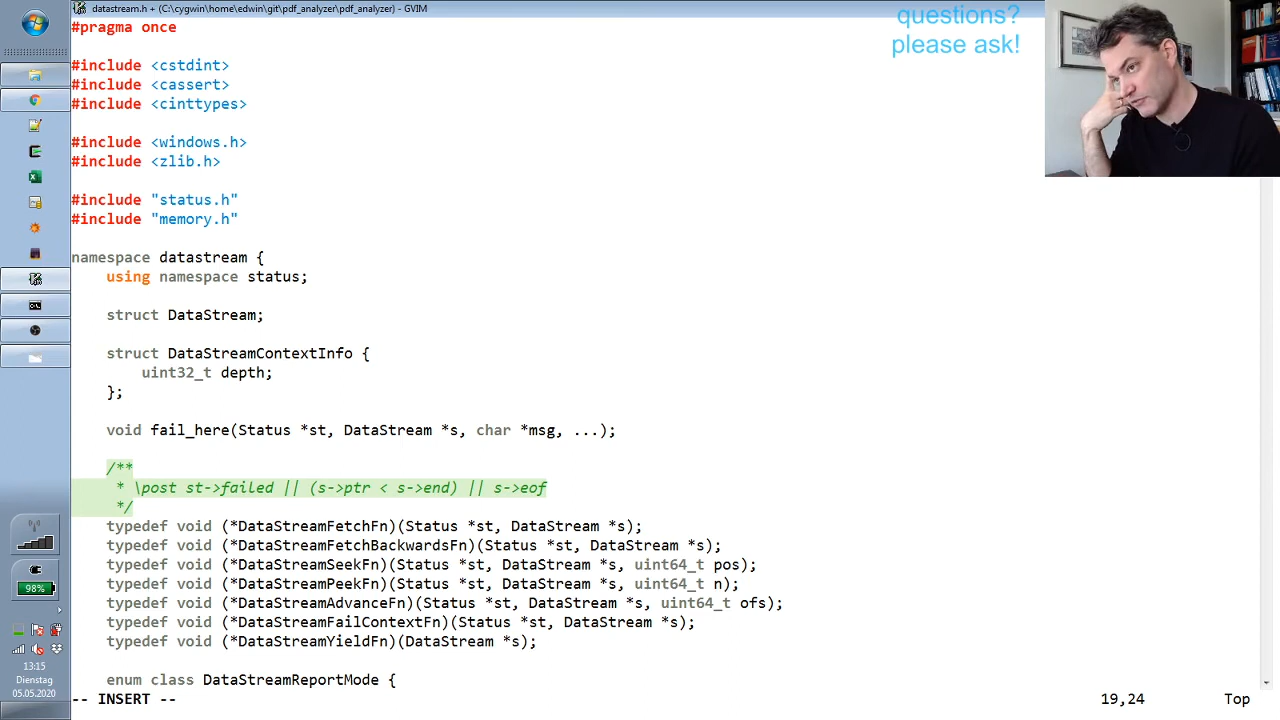 datastream.h + (C:\cygwin\home\edwin\git\pdf_analyzer\pdf_analyzer) - GVIM
questions?
please ask!
#pragma once
#include <cstdint>
#include <cassert>
#include <cinttypes>
#include <windows.h>
#include <zlib.h>
#include "status.h"
#include "memory.h"
namespace datastream {
using namespace status;
struct DataStream;
struct DataStreamContextInfo {
uint32_t depth;
};
void fail_here(Status *st, DataStream *s, char *msg, ...);
/**
* \post st->failed || (s->ptr < s->end) || s->eof
*/
typedef void (*DataStreamFetchFn)(Status *st, DataStream *s);
typedef void (*DataStreamFetchBackwardsFn)(Status *st, DataStream *s);
typedef void (*DataStreamSeekFn)(Status *st, DataStream *s, uint64_t pos);
typedef void (*DataStreamPeekFn)(Status *st, DataStream *s, uint64_t n);
typedef void (*DataStreamAdvanceFn)(Status *st, DataStream *s, uint64_t ofs);
typedef void (*DataStreamFailContextFn)(Status *st, DataStream *s);
typedef void (*DataStreamYieldFn)(DataStream *s);
enum class DataStreamReportMode {
-- INSERT --
19,24
Top
98%
13:15
Dienstag
05.05.2020